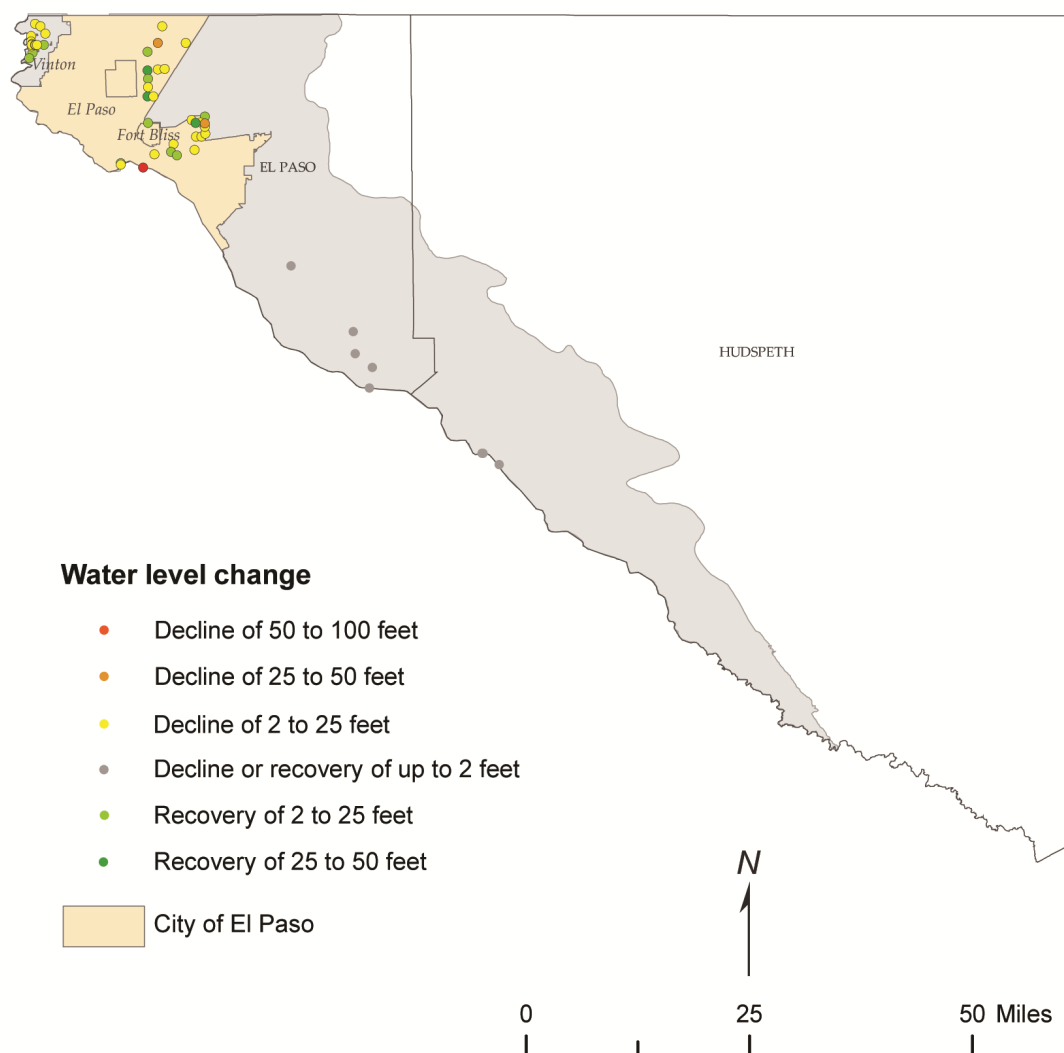 Vinton
El Paso
Fort Bliss
EL PASO
HUDSPETH
Water level change
Decline of 50 to 100 feet
Decline of 25 to 50 feet
Decline of 2 to 25 feet
Decline or recovery of up to 2 feet
Recovery of 2 to 25 feet
Recovery of 25 to 50 feet
City of El Paso
N
0 25 50 Miles